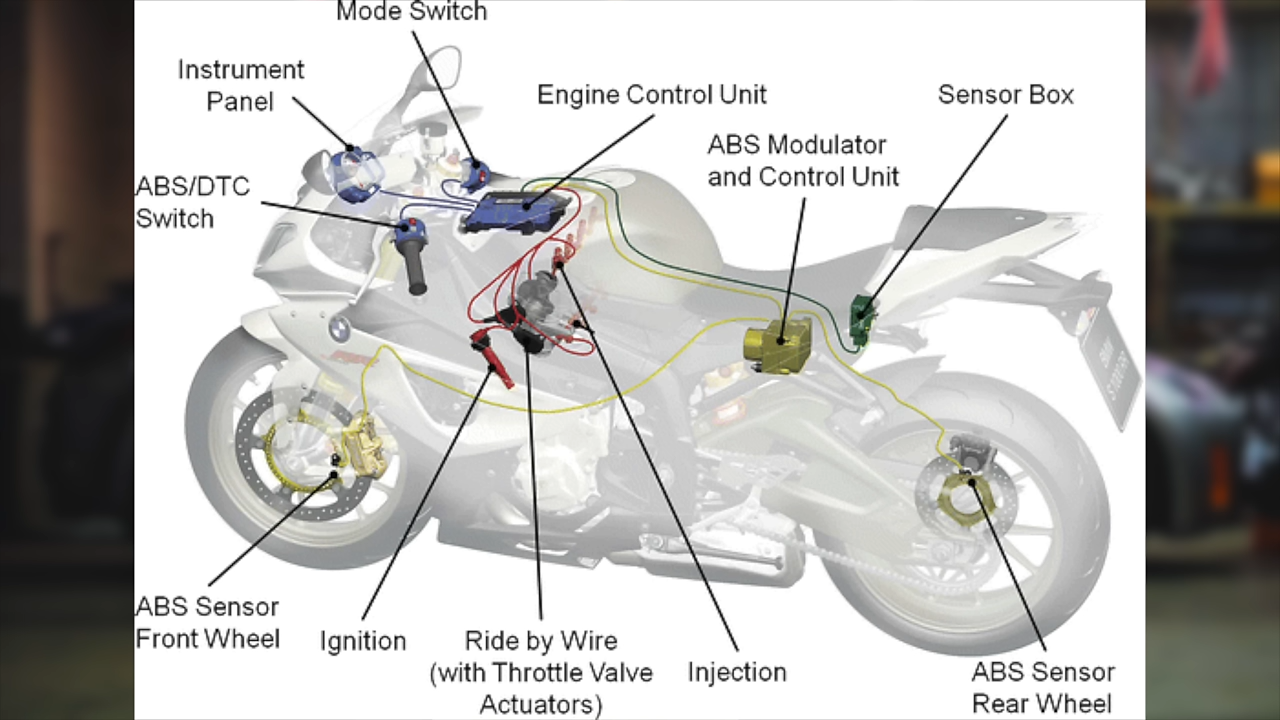 Mode Switch
Instrument
Panel
Engine Control Unit
Sensor Box
ABS Modulator
and Control Unit
ABS/DTC
Switch
ABS Sensor
Front Wheel
Ignition
Ride by Wire
(with Throttle Valve
Actuators)
Injection
ABS Sensor
Rear Wheel